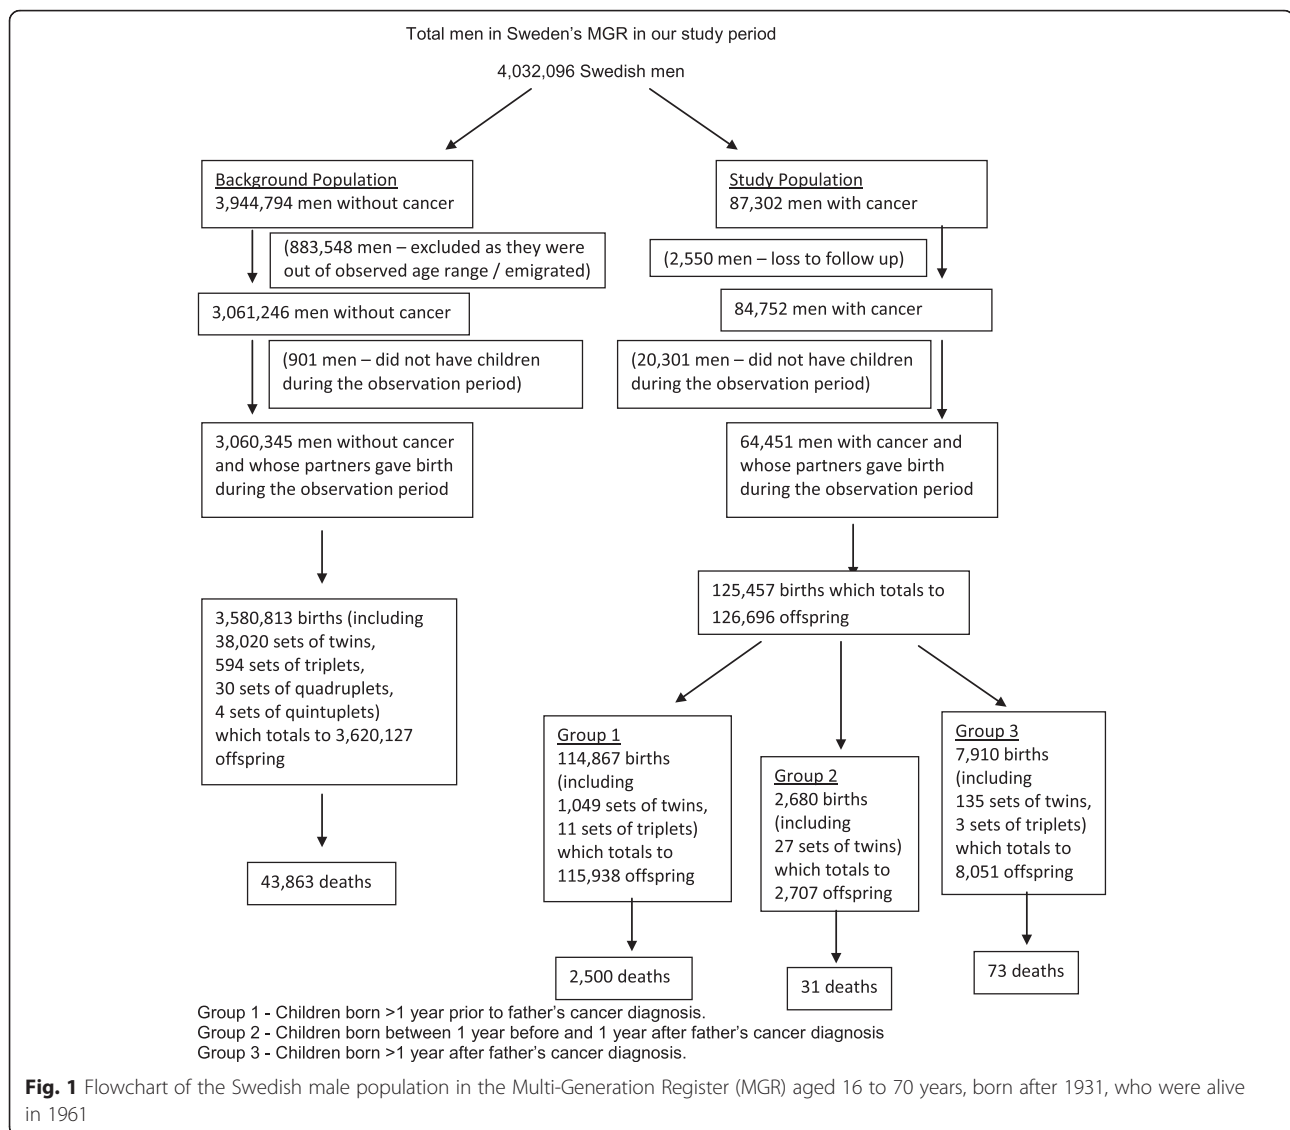 Total men in Sweden's MGR in our study period
4,032,096 Swedish men
Background Population
3,944,794 men without cancer
(883,548 men – excluded as they were
out of observed age range / emigrated)
3,061,246 men without cancer
(901 men – did not have children
during the observation period)
3,060,345 men without cancer
and whose partners gave birth
during the observation period
3,580,813 births (including
38,020 sets of twins,
594 sets of triplets,
30 sets of quadruplets,
4 sets of quintuplets)
which totals to 3,620,127
offspring
43,863 deaths
Study Population
87,302 men with cancer
(2,550 men – loss to follow up)
84,752 men with cancer
(20,301 men – did not have children
during the observation period)
64,451 men with cancer and
whose partners gave birth
during the observation period
125,457 births which totals to
126,696 offspring
Group 1
114,867 births
(including
1,049 sets of twins,
11 sets of triplets)
which totals to
115,938 offspring
2,500 deaths
Group 2
2,680 births
(including
27 sets of twins)
which totals to
2,707 offspring
31 deaths
Group 3
7,910 births
(including
135 sets of twins,
3 sets of triplets)
which totals to
8,051 offspring
73 deaths
Group 1 - Children born >1 year prior to father's cancer diagnosis.
Group 2 - Children born between 1 year before and 1 year after father's cancer diagnosis
Group 3 - Children born >1 year after father's cancer diagnosis.
Fig. 1 Flowchart of the Swedish male population in the Multi-Generation Register (MGR) aged 16 to 70 years, born after 1931, who were alive
in 1961